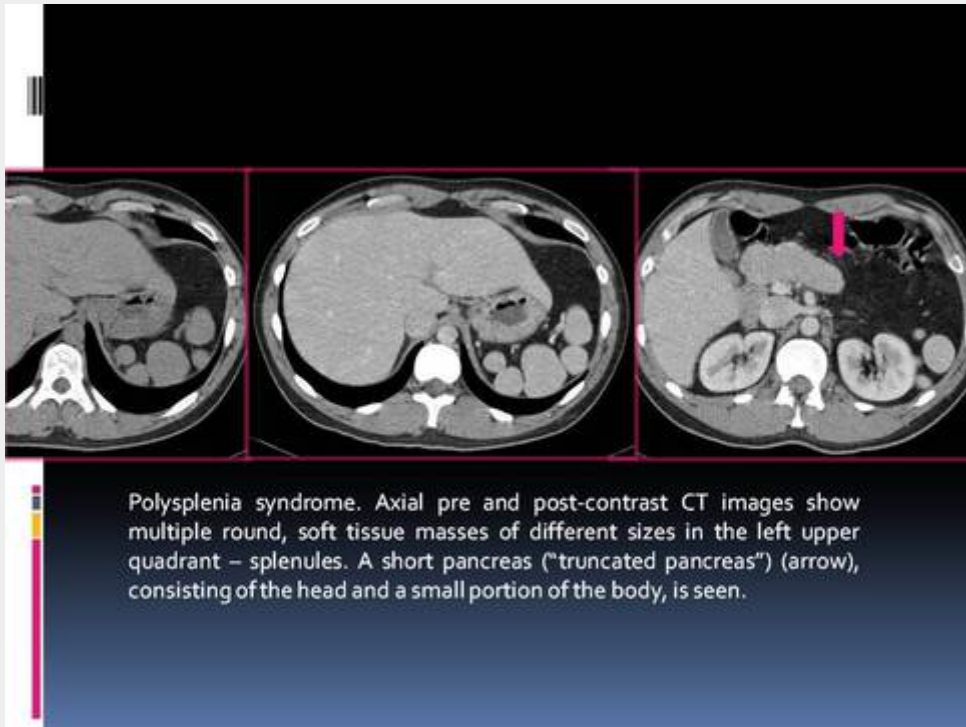 Polysplenia syndrome. Axial pre and post-contrast CT images show
multiple round, soft tissue masses of different sizes in the left upper
quadrant – splenules. A short pancreas (“truncated pancreas”) (arrow),
consisting of the head and a small portion of the body, is seen.